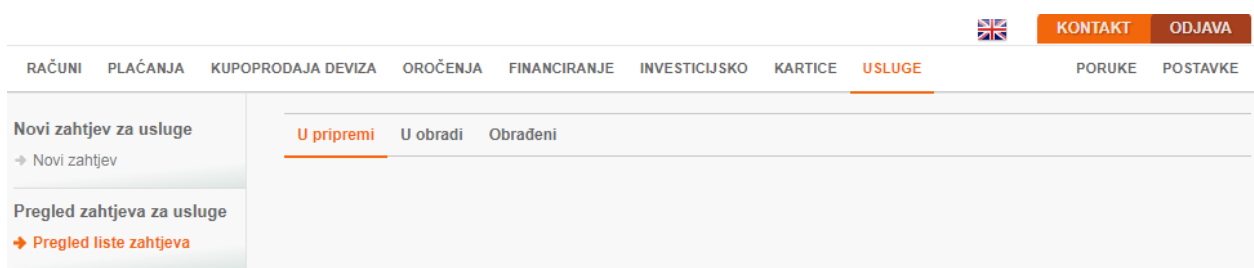 KONTAKT ODJAVA
RAČUNI PLAĆANJA KUPOPRODAJA DEVIZA OROČENJA FINANCIRANJE INVESTICIJSKO KARTICE USLUGE PORUKE POSTAVKE
Novi zahtjev za usluge
Novi zahtjev
Pregled zahtjeva za usluge
Pregled liste zahtjeva
U pripremi U obradi Obrađeni